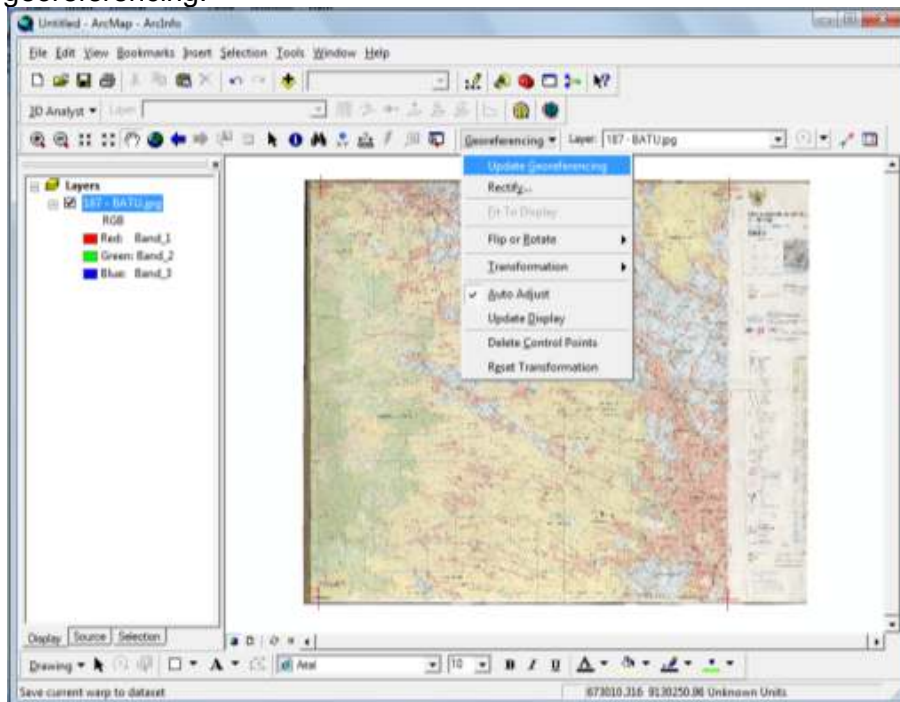 georeferencing.
Untitled - ArcMap - ArcInfo
File Edit View Bookmarks Insert Selection Tools Window Help
3D Analyst Layer:
Georeferencing Layer: 187 - BATU.jpg
Layers
187 - BATU.jpg
RGB
Red: Band_1
Green: Band_2
Blue: Band_3
Update Georeferencing
Rectify...
Fit To Display
Flip or Rotate
Transformation
Auto Adjust
Update Display
Delete Control Points
Reset Transformation
Display Source Selection
Drawing A Arial 10 B I U A
Save current warp to dataset 673010.316 9130250.86 Unknown Units